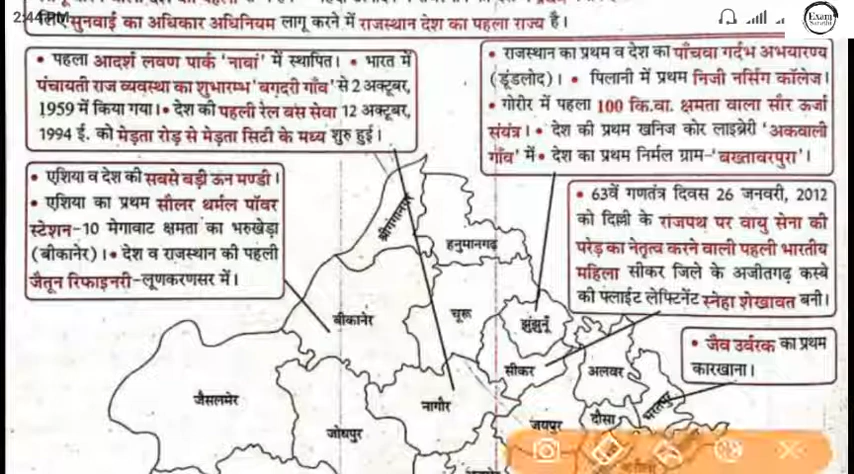 लिए सुनवाई का अधिकार अधिनियम लागू करने में राजस्थान देश का पहला राज्य है।
2:44 PM
Exam
• पहला आदर्श लवण पार्क 'नावां' में स्थापित। • भारत में
पंचायती राज व्यवस्था का शुभारम्भ 'बगदरी गाँव' से 2 अक्टूबर,
1959 में किया गया। • देश की पहली रेल बस सेवा 12 अक्टूबर,
1994 ई. को मेड़ता रोड़ से मेड़ता सिटी के मध्य शुरु हुई।
• राजस्थान का प्रथम व देश का पाँचवा गर्दभ अभयारण्य
(डूंडलोद)। • पिलानी में प्रथम निजी नर्सिंग कॉलेज।
• गोरीर में पहला 100 कि.वा. क्षमता वाला सौर ऊर्जा
संयंत्र। • देश की प्रथम खनिज कोर लाइब्रेरी 'अकवाली
गाँव' में • देश का प्रथम निर्मल ग्राम-'बख्तावरपुरा'।
• एशिया व देश की सबसे बड़ी ऊन मण्डी।
• एशिया का प्रथम सौलर थर्मल पॉवर
स्टेशन-10 मेगावाट क्षमता का भरुखेड़ा
(बीकानेर)। • देश व राजस्थान की पहली
जैतून रिफाइनरी-लूणकरणसर में।
• 63वें गणतंत्र दिवस 26 जनवरी, 2012
को दिल्ली के राजपथ पर वायु सेना की
परेड़ का नेतृत्व करने वाली पहली भारतीय
महिला सीकर जिले के अजीतगढ़ कस्बे
की फ्लाईट लेफ्टिनेंट स्नेहा शेखावत बनी।
• जैव उर्वरक का प्रथम
कारखाना।
श्रीगंगानगर
हनुमानगढ़
बीकानेर
चूरू
झुंझुनूँ
सीकर
अलवर
जैसलमेर
नागौर
भरतपुर
जोधपुर
जयपुर
दौसा